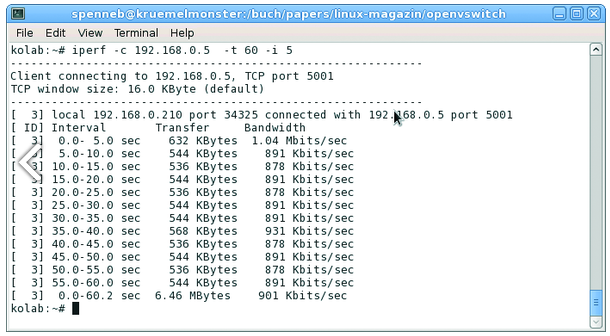 spenneb@kruemelmonster:/buch/papers/linux-magazin/openvswitch
File Edit View Terminal Help
kolab:~# iperf -c 192.168.0.5  -t 60 -i 5
------------------------------------------------------------
Client connecting to 192.168.0.5, TCP port 5001
TCP window size: 16.0 KByte (default)
------------------------------------------------------------
[  3] local 192.168.0.210 port 34325 connected with 192.168.0.5 port 5001
[ ID] Interval       Transfer     Bandwidth
[  3]  0.0- 5.0 sec    632 KBytes  1.04 Mbits/sec
[  3]  5.0-10.0 sec    544 KBytes    891 Kbits/sec
[  3] 10.0-15.0 sec    536 KBytes    878 Kbits/sec
[  3] 15.0-20.0 sec    544 KBytes    891 Kbits/sec
[  3] 20.0-25.0 sec    536 KBytes    878 Kbits/sec
[  3] 25.0-30.0 sec    544 KBytes    891 Kbits/sec
[  3] 30.0-35.0 sec    544 KBytes    891 Kbits/sec
[  3] 35.0-40.0 sec    568 KBytes    931 Kbits/sec
[  3] 40.0-45.0 sec    536 KBytes    878 Kbits/sec
[  3] 45.0-50.0 sec    544 KBytes    891 Kbits/sec
[  3] 50.0-55.0 sec    536 KBytes    878 Kbits/sec
[  3] 55.0-60.0 sec    544 KBytes    891 Kbits/sec
[  3]  0.0-60.2 sec  6.46 MBytes    901 Kbits/sec
kolab:~#